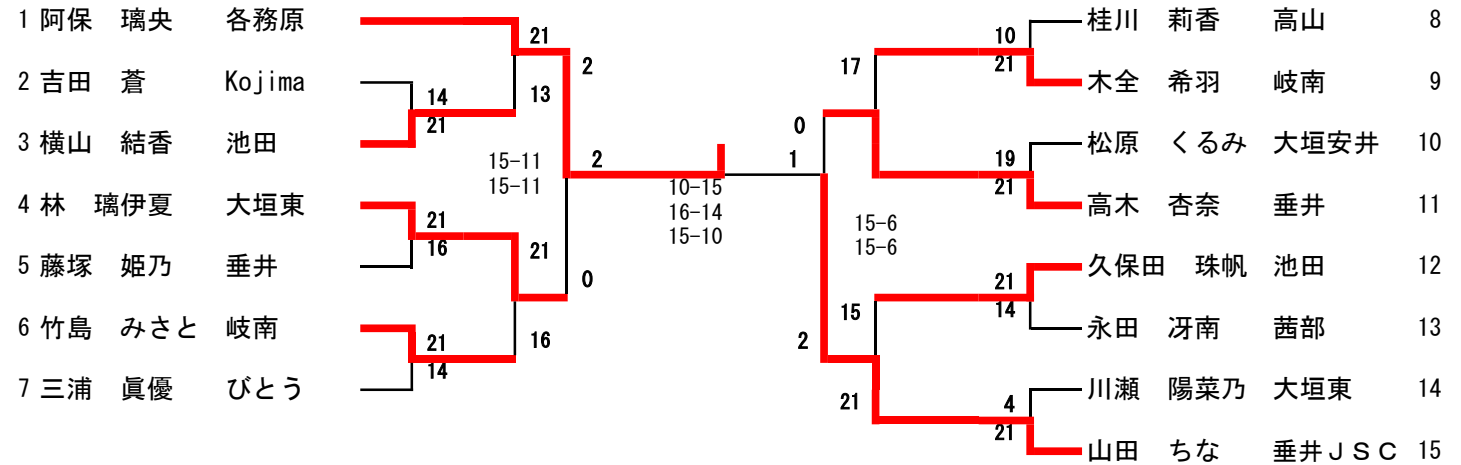 1 阿保 璃央 各務原
2 吉田 蒼 Kojima
3 横山 結香 池田
4 林 璃伊夏 大垣東
5 藤塚 姫乃 垂井
6 竹島 みさと 岐南
7 三浦 眞優 びとう
14
21
21
16
21
14
21
13
21
16
2
0
15-11
15-11
2
10-15
16-14
15-10
1
0
2
15-6
15-6
17
15
21
10
21
19
21
21
14
4
21
桂川 莉香 高山 8
木全 希羽 岐南 9
松原 くるみ 大垣安井 10
高木 杏奈 垂井 11
久保田 珠帆 池田 12
永田 冴南 茜部 13
川瀬 陽菜乃 大垣東 14
山田 ちな 垂井ＪＳＣ 15